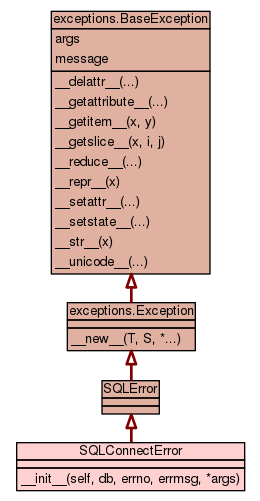 exceptions.BaseException
args
message
__delattr__(...)
__getattribute__(...)
__getitem__(x, y)
__getslice__(x, i, j)
__reduce__(...)
__repr__(x)
__setattr__(...)
__setstate__(...)
__str__(x)
__unicode__(...)
exceptions.Exception
__new__(T, S, *...)
SQLError
SQLConnectError
__init__(self, db, errno, errmsg, *args)